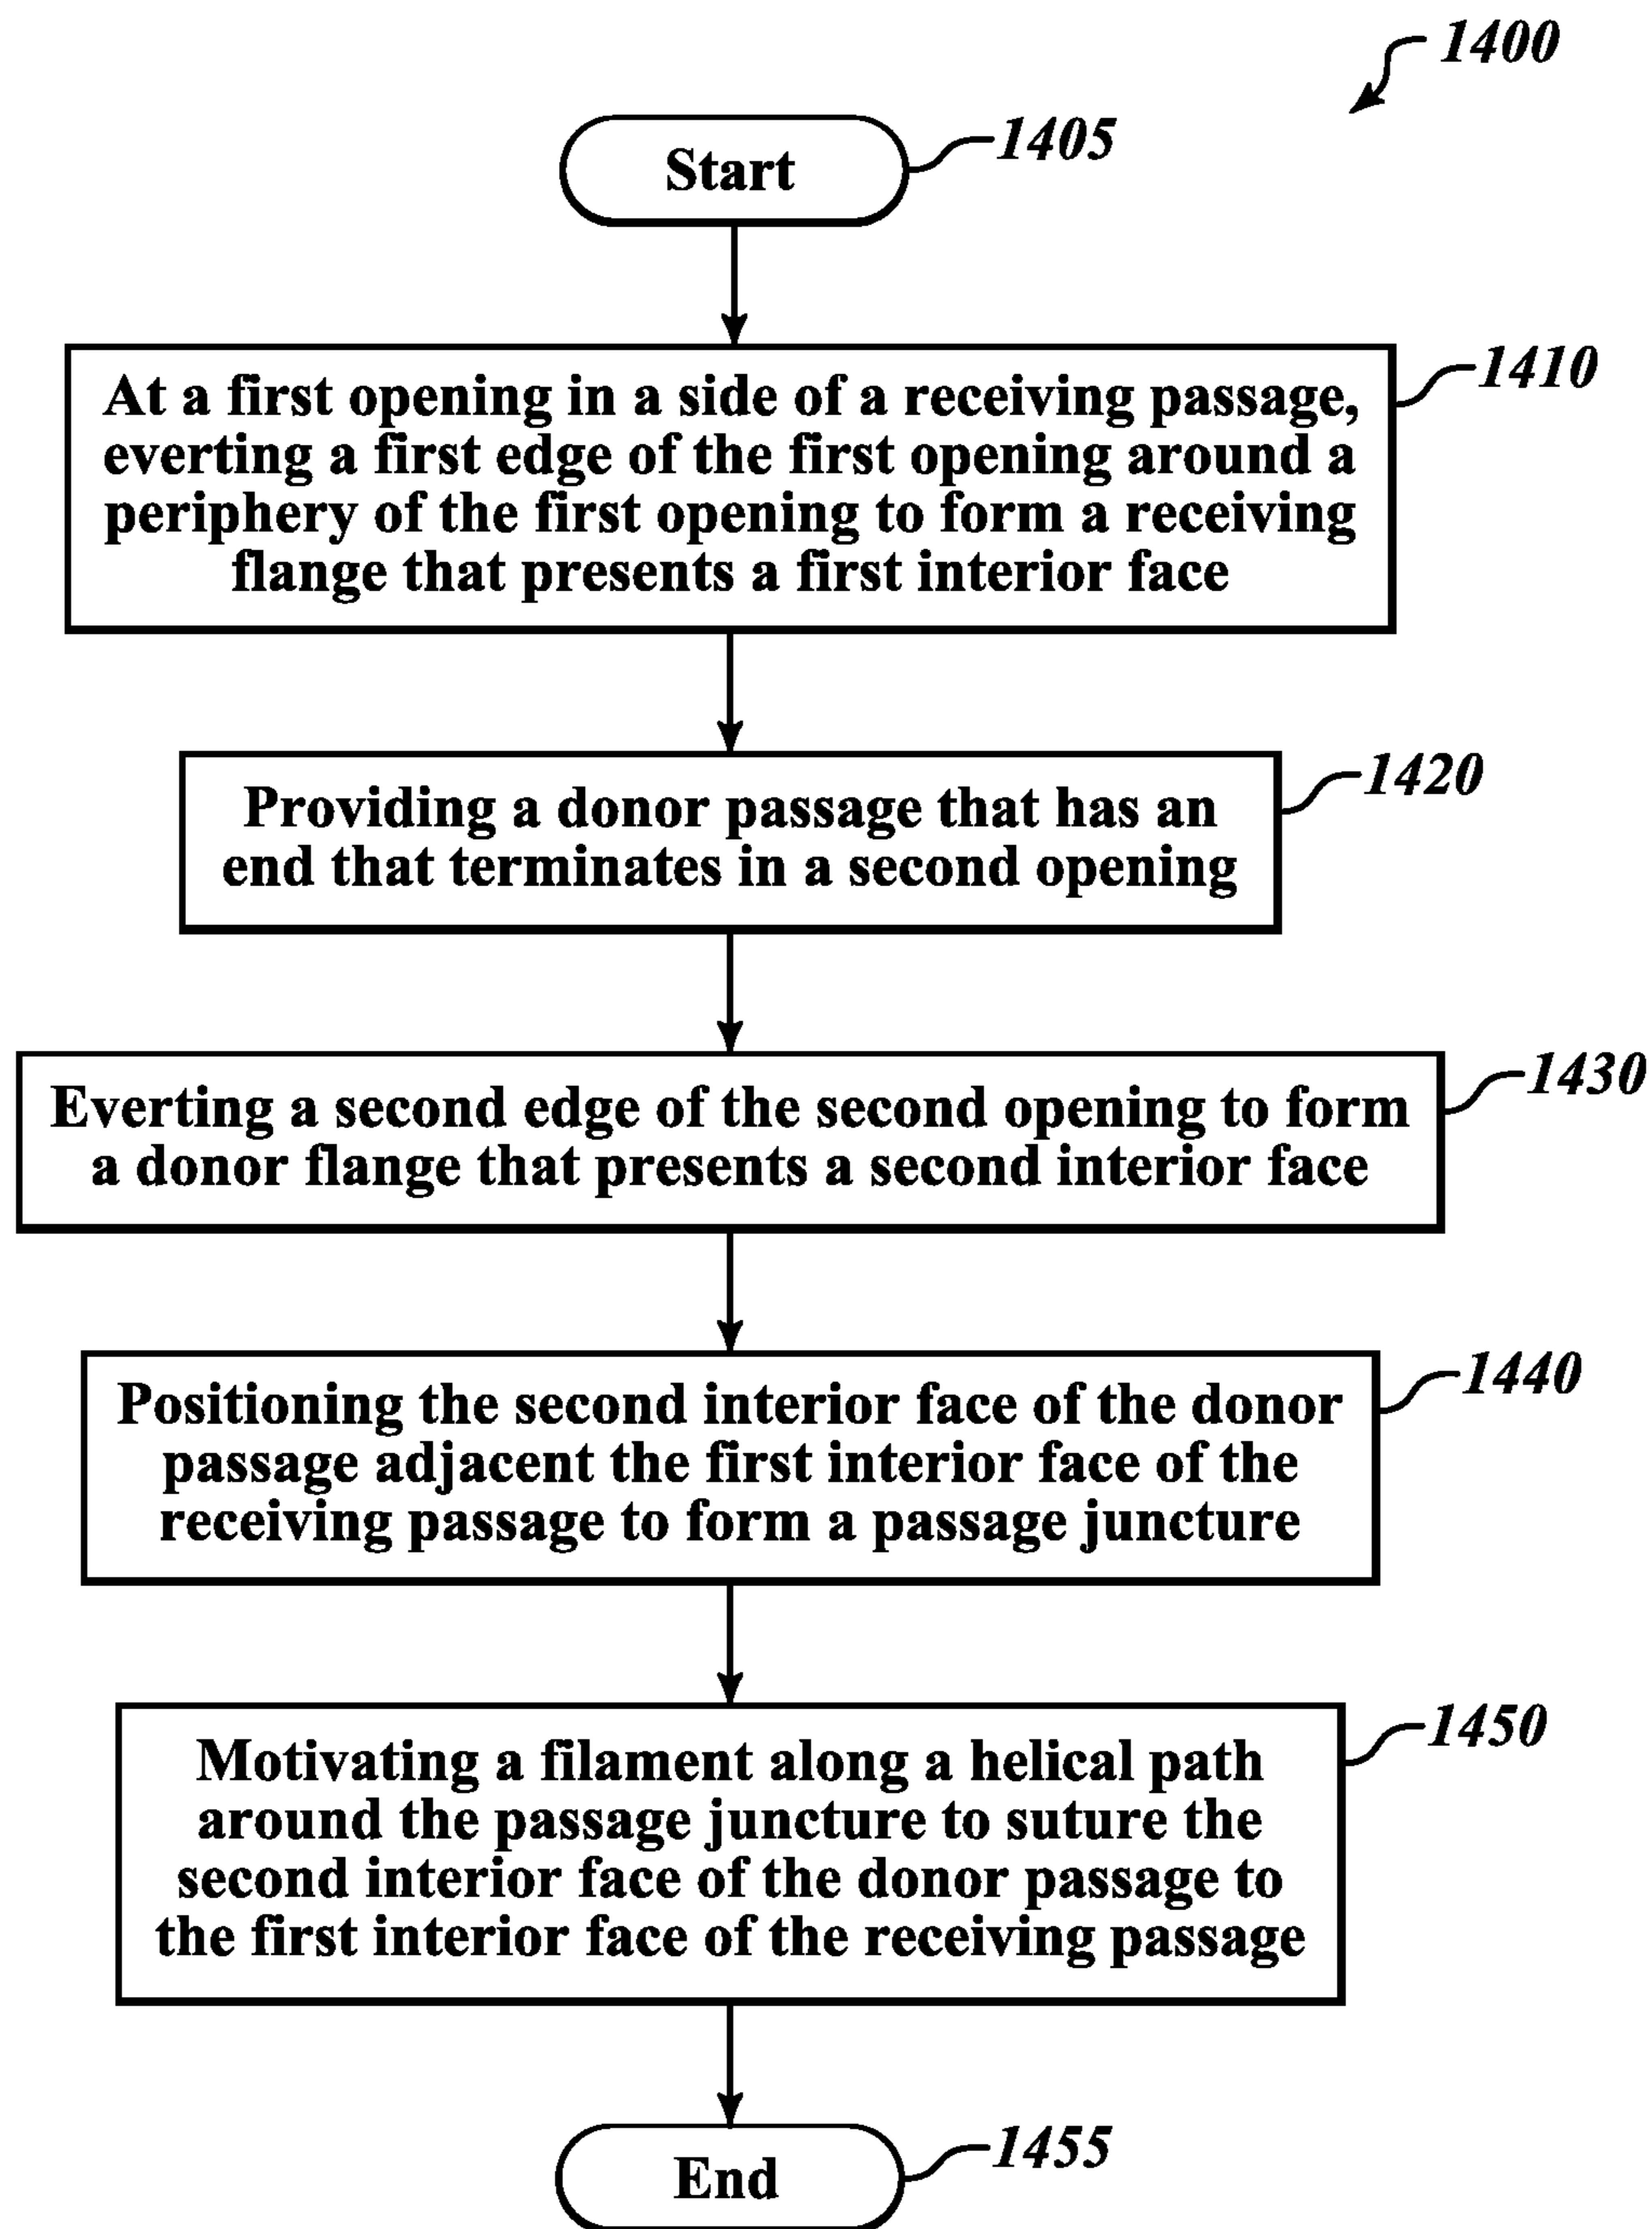 1400
Start
1405
At a first opening in a side of a receiving passage,
everting a first edge of the first opening around a
periphery of the first opening to form a receiving
flange that presents a first interior face
1410
Providing a donor passage that has an
end that terminates in a second opening
1420
Everting a second edge of the second opening to form
a donor flange that presents a second interior face
1430
Positioning the second interior face of the donor
passage adjacent the first interior face of the
receiving passage to form a passage juncture
1440
Motivating a filament along a helical path
around the passage juncture to suture the
second interior face of the donor passage to
the first interior face of the receiving passage
1450
End
1455